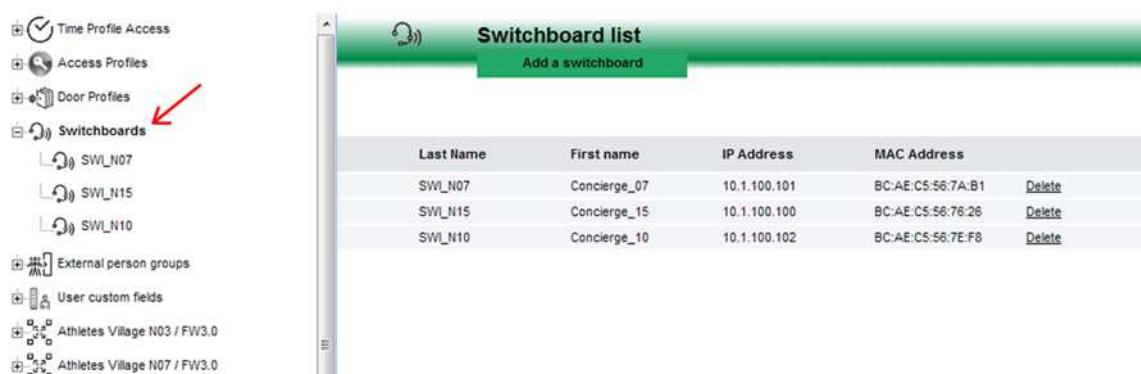 Time Profile Access
Access Profiles
Door Profiles
Switchboards
SWI_N07
SWI_N15
SWI_N10
External person groups
User custom fields
Athletes Village N03 / FW3.0
Athletes Village N07 / FW3.0
Switchboard list
Add a switchboard
Last Name First name IP Address MAC Address
SWI_N07 Concierge_07 10.1.100.101 BC:AE:C5:56:7A:B1 Delete
SWI_N15 Concierge_15 10.1.100.100 BC:AE:C5:56:76:26 Delete
SWI_N10 Concierge_10 10.1.100.102 BC:AE:C5:56:7E:F8 Delete